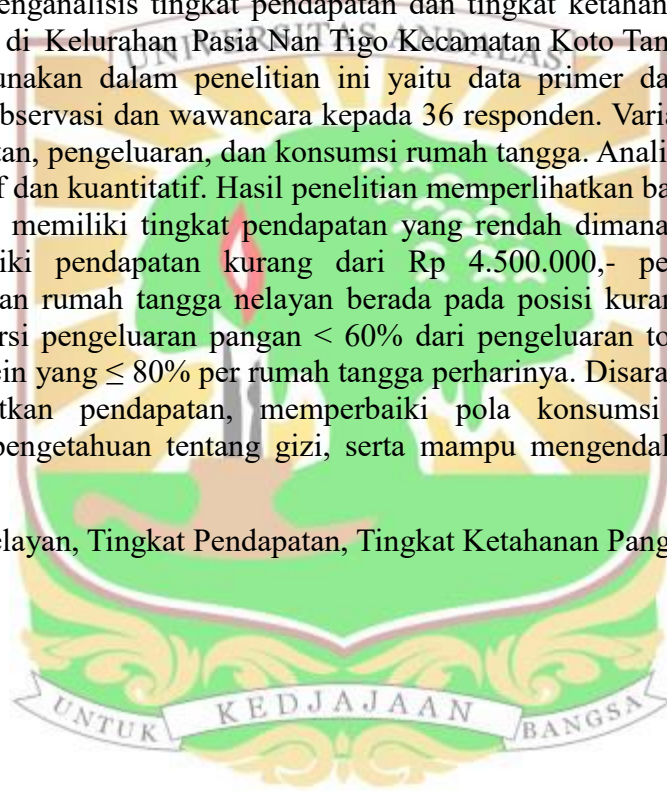 enganalisis tingkat pendapatan dan tingkat ketahan
di Kelurahan Pasia Nan Tigo Kecamatan Koto Tan
unakan dalam penelitian ini yaitu data primer da
bservasi dan wawancara kepada 36 responden. Varia
tan, pengeluaran, dan konsumsi rumah tangga. Anali
f dan kuantitatif. Hasil penelitian memperlihatkan ba
memiliki tingkat pendapatan yang rendah dimana
iki pendapatan kurang dari Rp 4.500.000,- pe
an rumah tangga nelayan berada pada posisi kuran
rsi pengeluaran pangan < 60% dari pengeluaran to
ein yang ≤ 80% per rumah tangga perharinya. Disara
tkan pendapatan, memperbaiki pola konsumsi
pengetahuan tentang gizi, serta mampu mengendal
elayan, Tingkat Pendapatan, Tingkat Ketahanan Pang
UNIVERSITAS ANDALAS
UNTUK KEDJAJAAN BANGSA